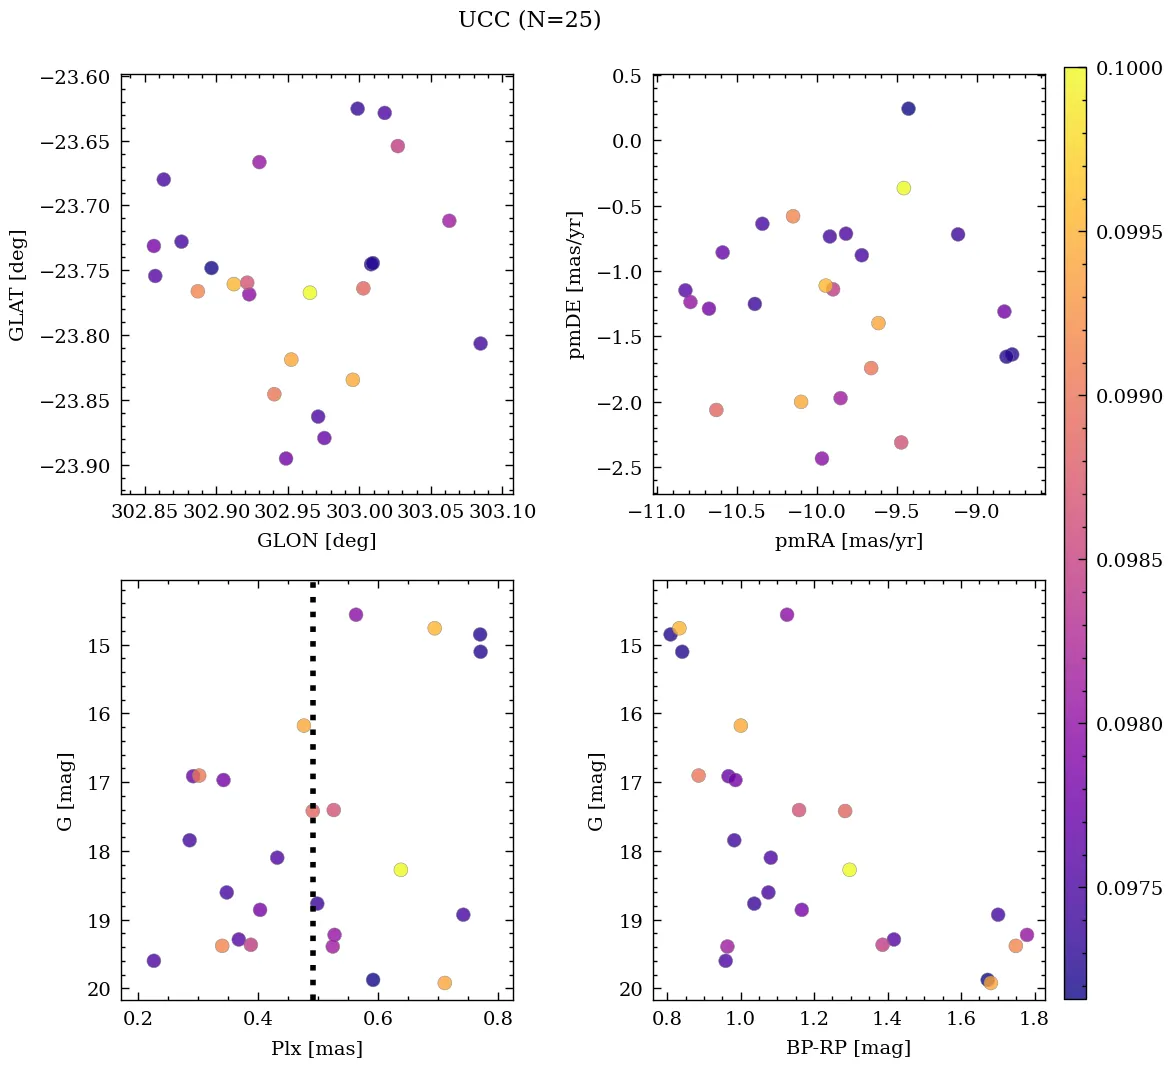 UCC (N=25)
−23.60
−23.65
−23.70
−23.75
−23.80
−23.85
−23.90
GLAT [deg]
302.85 302.90 302.95 303.00 303.05 303.10
GLON [deg]
0.5
0.0
−0.5
−1.0
−1.5
−2.0
−2.5
pmDE [mas/yr]
−11.0 −10.5 −10.0 −9.5 −9.0
pmRA [mas/yr]
0.1000
0.0995
0.0990
0.0985
0.0980
0.0975
15
16
17
18
19
20
G [mag]
0.2 0.4 0.6 0.8
Plx [mas]
15
16
17
18
19
20
G [mag]
0.8 1.0 1.2 1.4 1.6 1.8
BP-RP [mag]